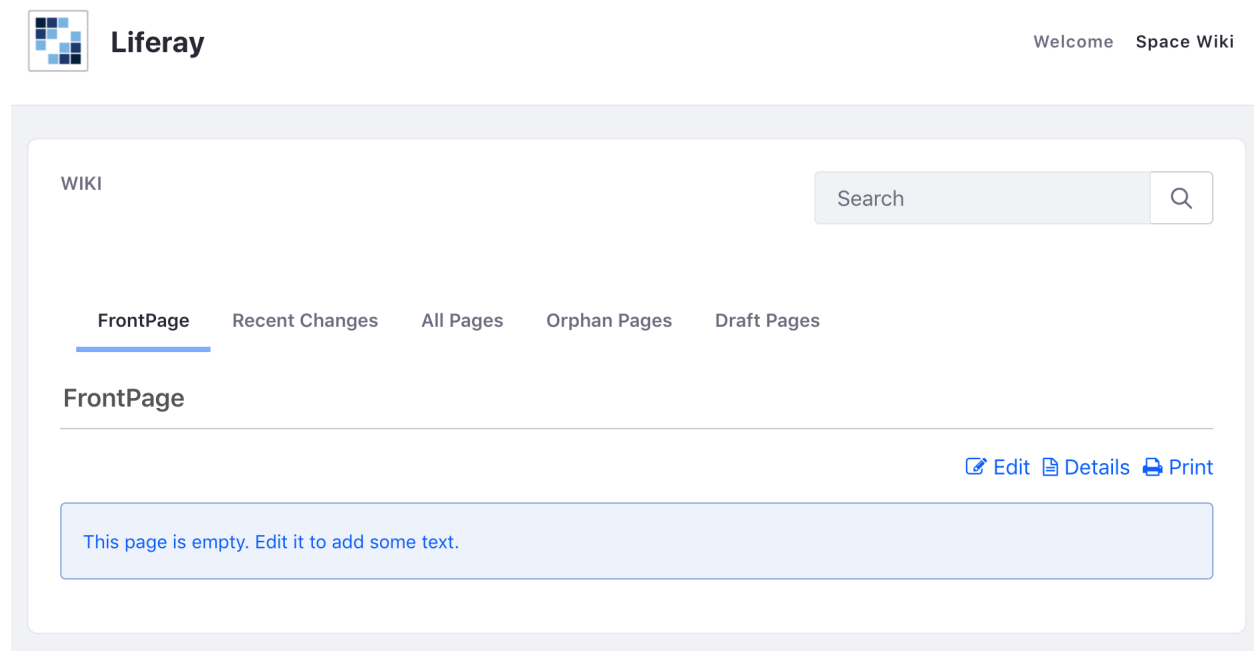 Liferay
Welcome Space Wiki
WIKI
Search
FrontPage Recent Changes All Pages Orphan Pages Draft Pages
FrontPage
Edit Details Print
This page is empty. Edit it to add some text.